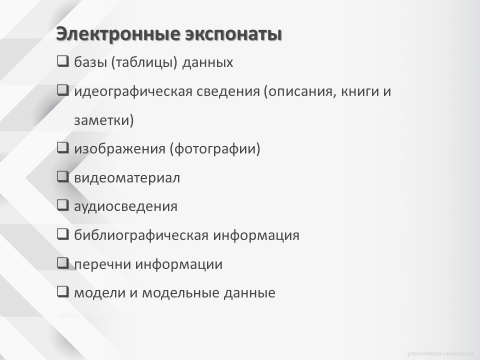 Электронные экспонаты
❑ базы (таблицы) данных
❑ идеографическая сведения (описания, книги и
заметки)
❑ изображения (фотографии)
❑ видеоматериал
❑ аудиосведения
❑ библиографическая информация
❑ перечни информации
❑ модели и модельные данные